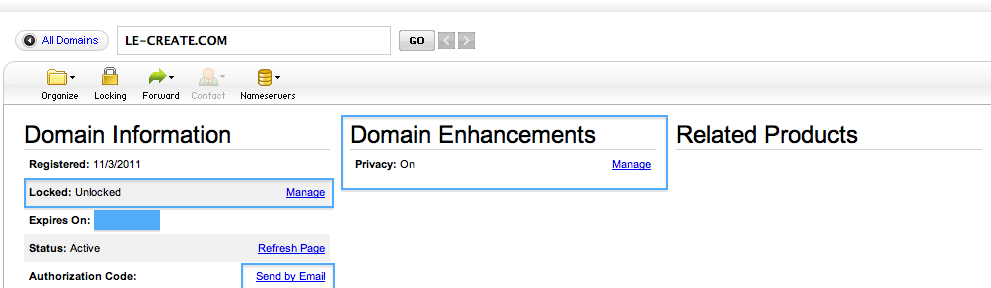 All Domains LE-CREATE.COM GO
Organize Locking Forward Contact Nameservers
Domain Information Domain Enhancements Related Products
Registered: 11/3/2011 Privacy: On Manage
Locked: Unlocked Manage
Expires On:
Status: Active Refresh Page
Authorization Code: Send by Email